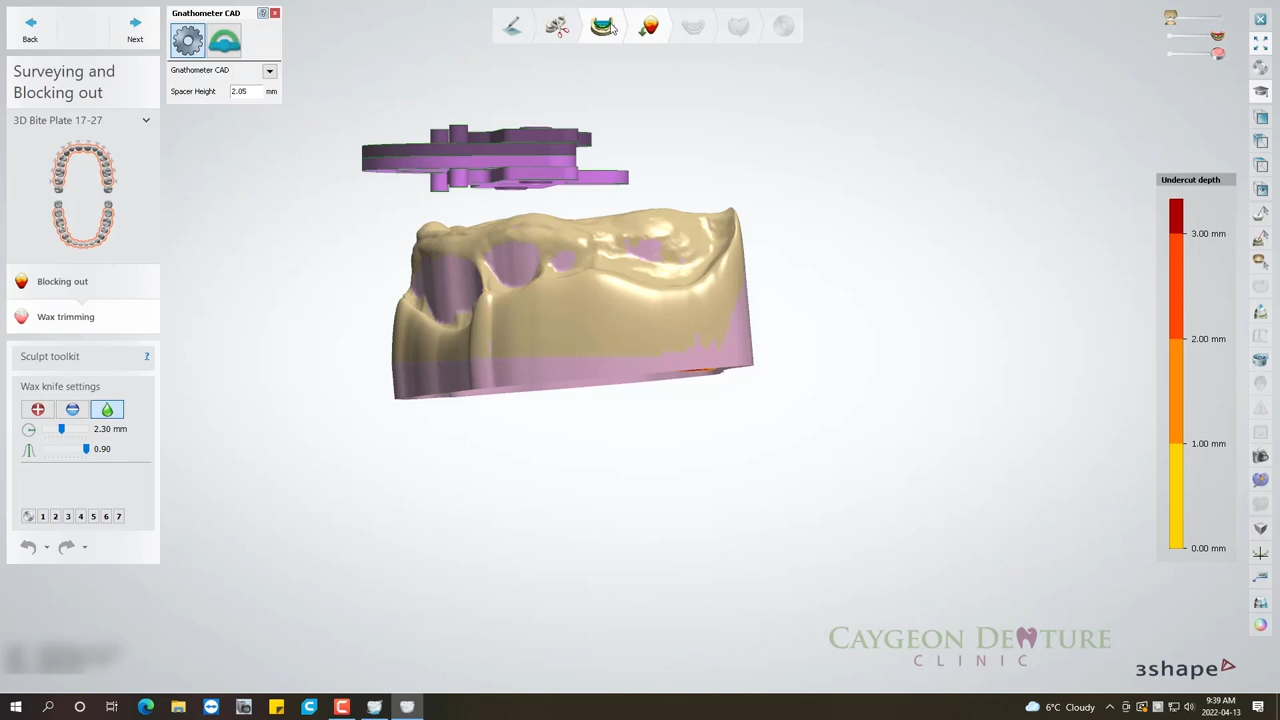 Back
Next
Gnathometer CAD
Surveying and
Blocking out
Gnathometer CAD
Spacer Height
2.05
mm
3D Bite Plate 17-27
Blocking out
Wax trimming
Sculpt toolkit
?
Wax knife settings
2.30 mm
0.90
1 2 3 4 5 6 7
Undercut depth
3.00 mm
2.00 mm
1.00 mm
0.00 mm
CAYGEON DENTURE
CLINIC
3shape
6°C Cloudy
9:39 AM
2022-04-13